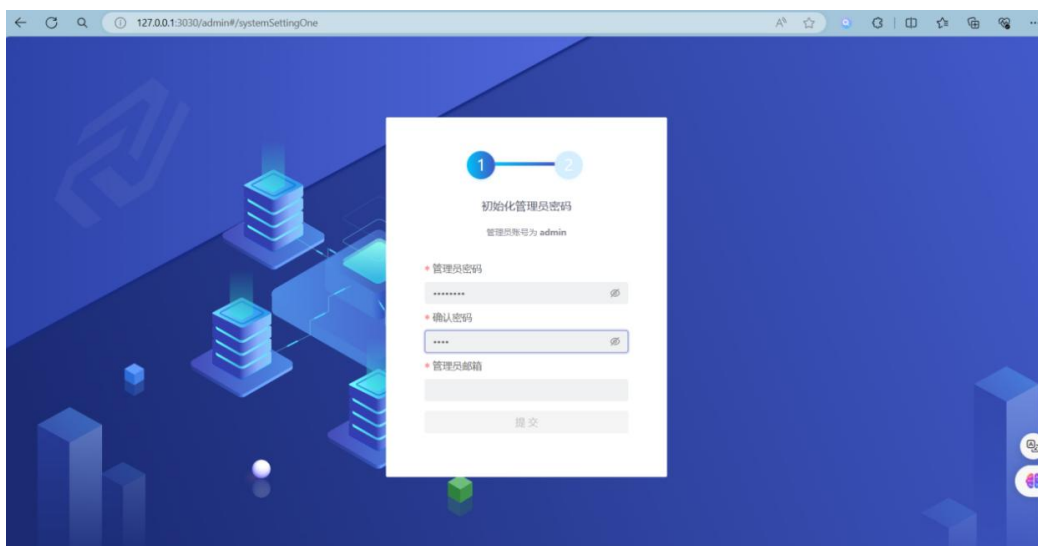 127.0.0.1:3030/admin#/systemSettingOne
1
2
初始化管理员密码
管理员账号为 admin
* 管理员密码
••••••••
* 确认密码
••••
* 管理员邮箱
提 交